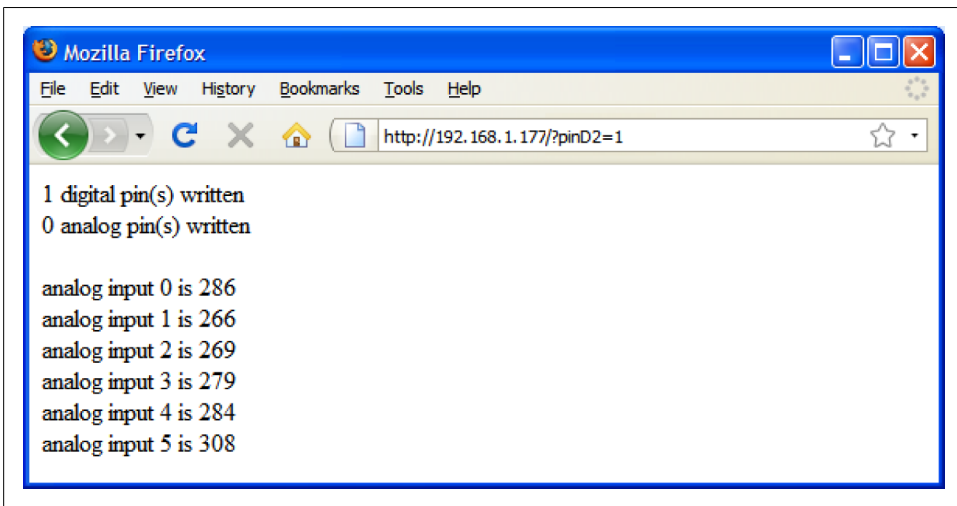 Mozilla Firefox
File Edit View History Bookmarks Tools Help
http://192.168.1.177/?pinD2=1
1 digital pin(s) written
0 analog pin(s) written
analog input 0 is 286
analog input 1 is 266
analog input 2 is 269
analog input 3 is 279
analog input 4 is 284
analog input 5 is 308